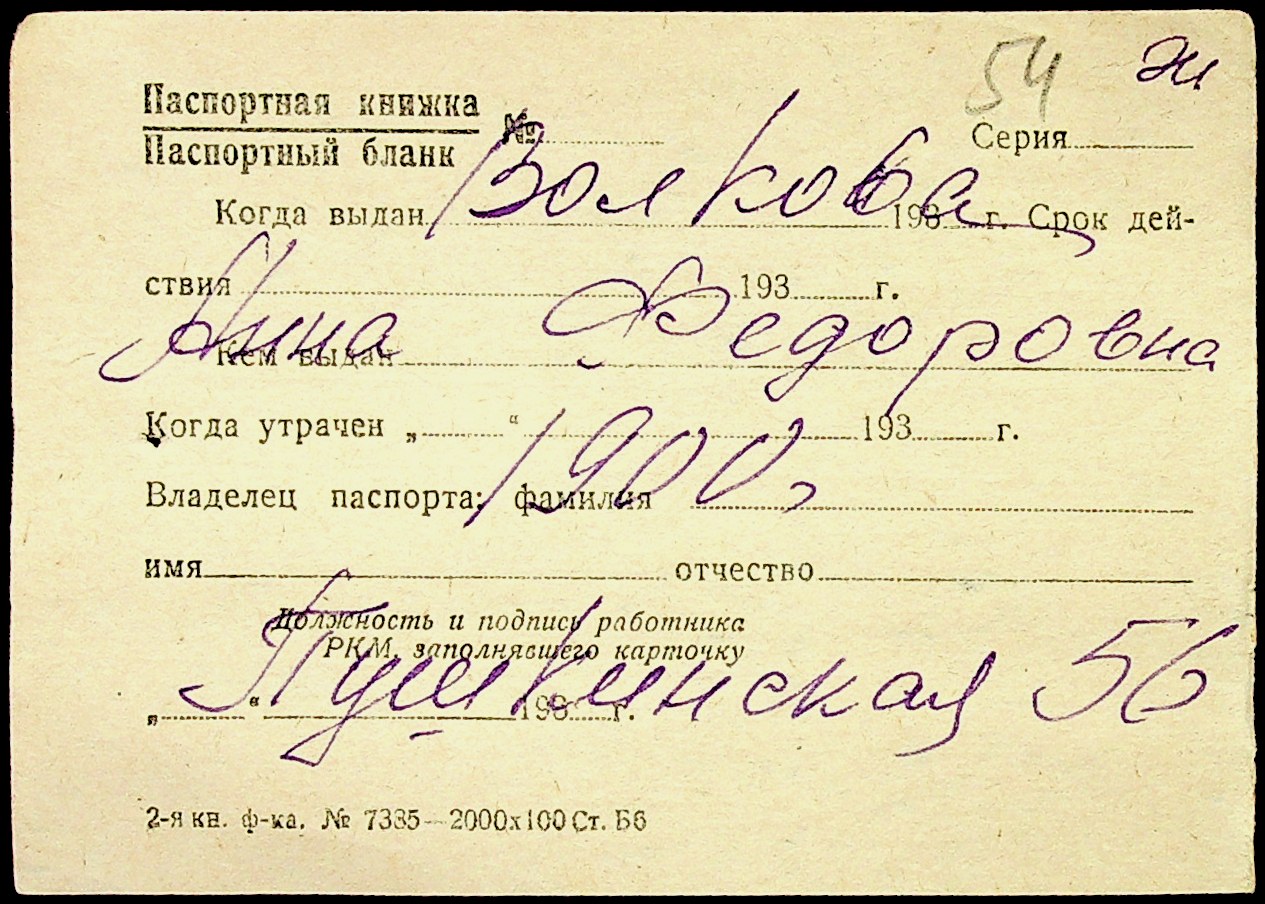 54 ж
Паспортная книжка
Паспортный бланк
№ Серия
Волкова
Когда выдан 193 г. Срок дей-
ствия 193 г.
Анна Федоровна
Кем выдан
Когда утрачен „ “ 193 г.
1900
Владелец паспорта: фамилия
имя отчество
Должность и подпись работника
РКМ, заполнявшего карточку
Пушкинская 56
„ “ 193 г.
2-я кн. ф-ка. № 7385—2000х100 Ст. Б6